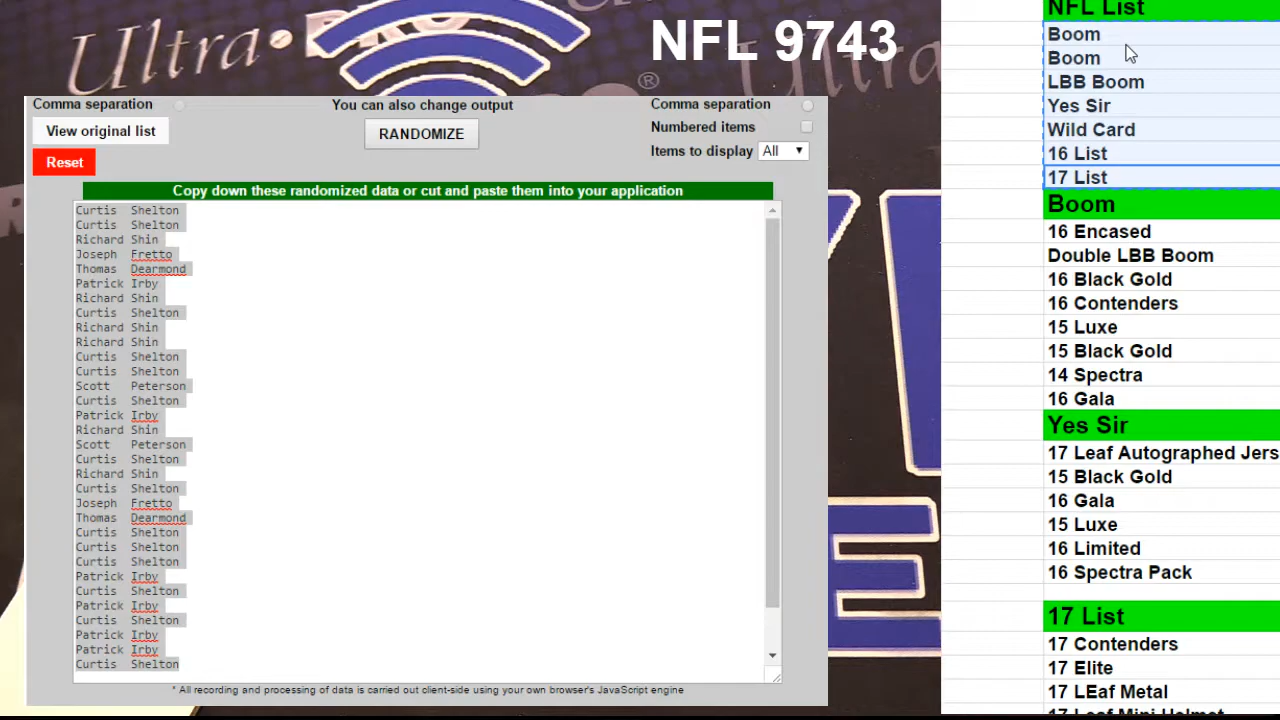 Ultra PRO
®
NFL 9743
Comma separation
You can also change output
Comma separation
View original list
RANDOMIZE
Numbered items
Items to display All
Reset
Copy down these randomized data or cut and paste them into your application
Curtis Shelton
Curtis Shelton
Richard Shin
Joseph Fretto
Thomas Dearmond
Patrick Irby
Richard Shin
Curtis Shelton
Richard Shin
Richard Shin
Curtis Shelton
Curtis Shelton
Scott Peterson
Curtis Shelton
Patrick Irby
Richard Shin
Scott Peterson
Curtis Shelton
Richard Shin
Curtis Shelton
Joseph Fretto
Thomas Dearmond
Curtis Shelton
Curtis Shelton
Curtis Shelton
Patrick Irby
Curtis Shelton
Patrick Irby
Curtis Shelton
Patrick Irby
Patrick Irby
Curtis Shelton
* All recording and processing of data is carried out client-side using your own browser's JavaScript engine
NFL List
Boom
Boom
LBB Boom
Yes Sir
Wild Card
16 List
17 List
Boom
16 Encased
Double LBB Boom
16 Black Gold
16 Contenders
15 Luxe
15 Black Gold
14 Spectra
16 Gala
Yes Sir
17 Leaf Autographed Jers
15 Black Gold
16 Gala
15 Luxe
16 Limited
16 Spectra Pack
17 List
17 Contenders
17 Elite
17 LEaf Metal
17 Leaf Mini Helmet